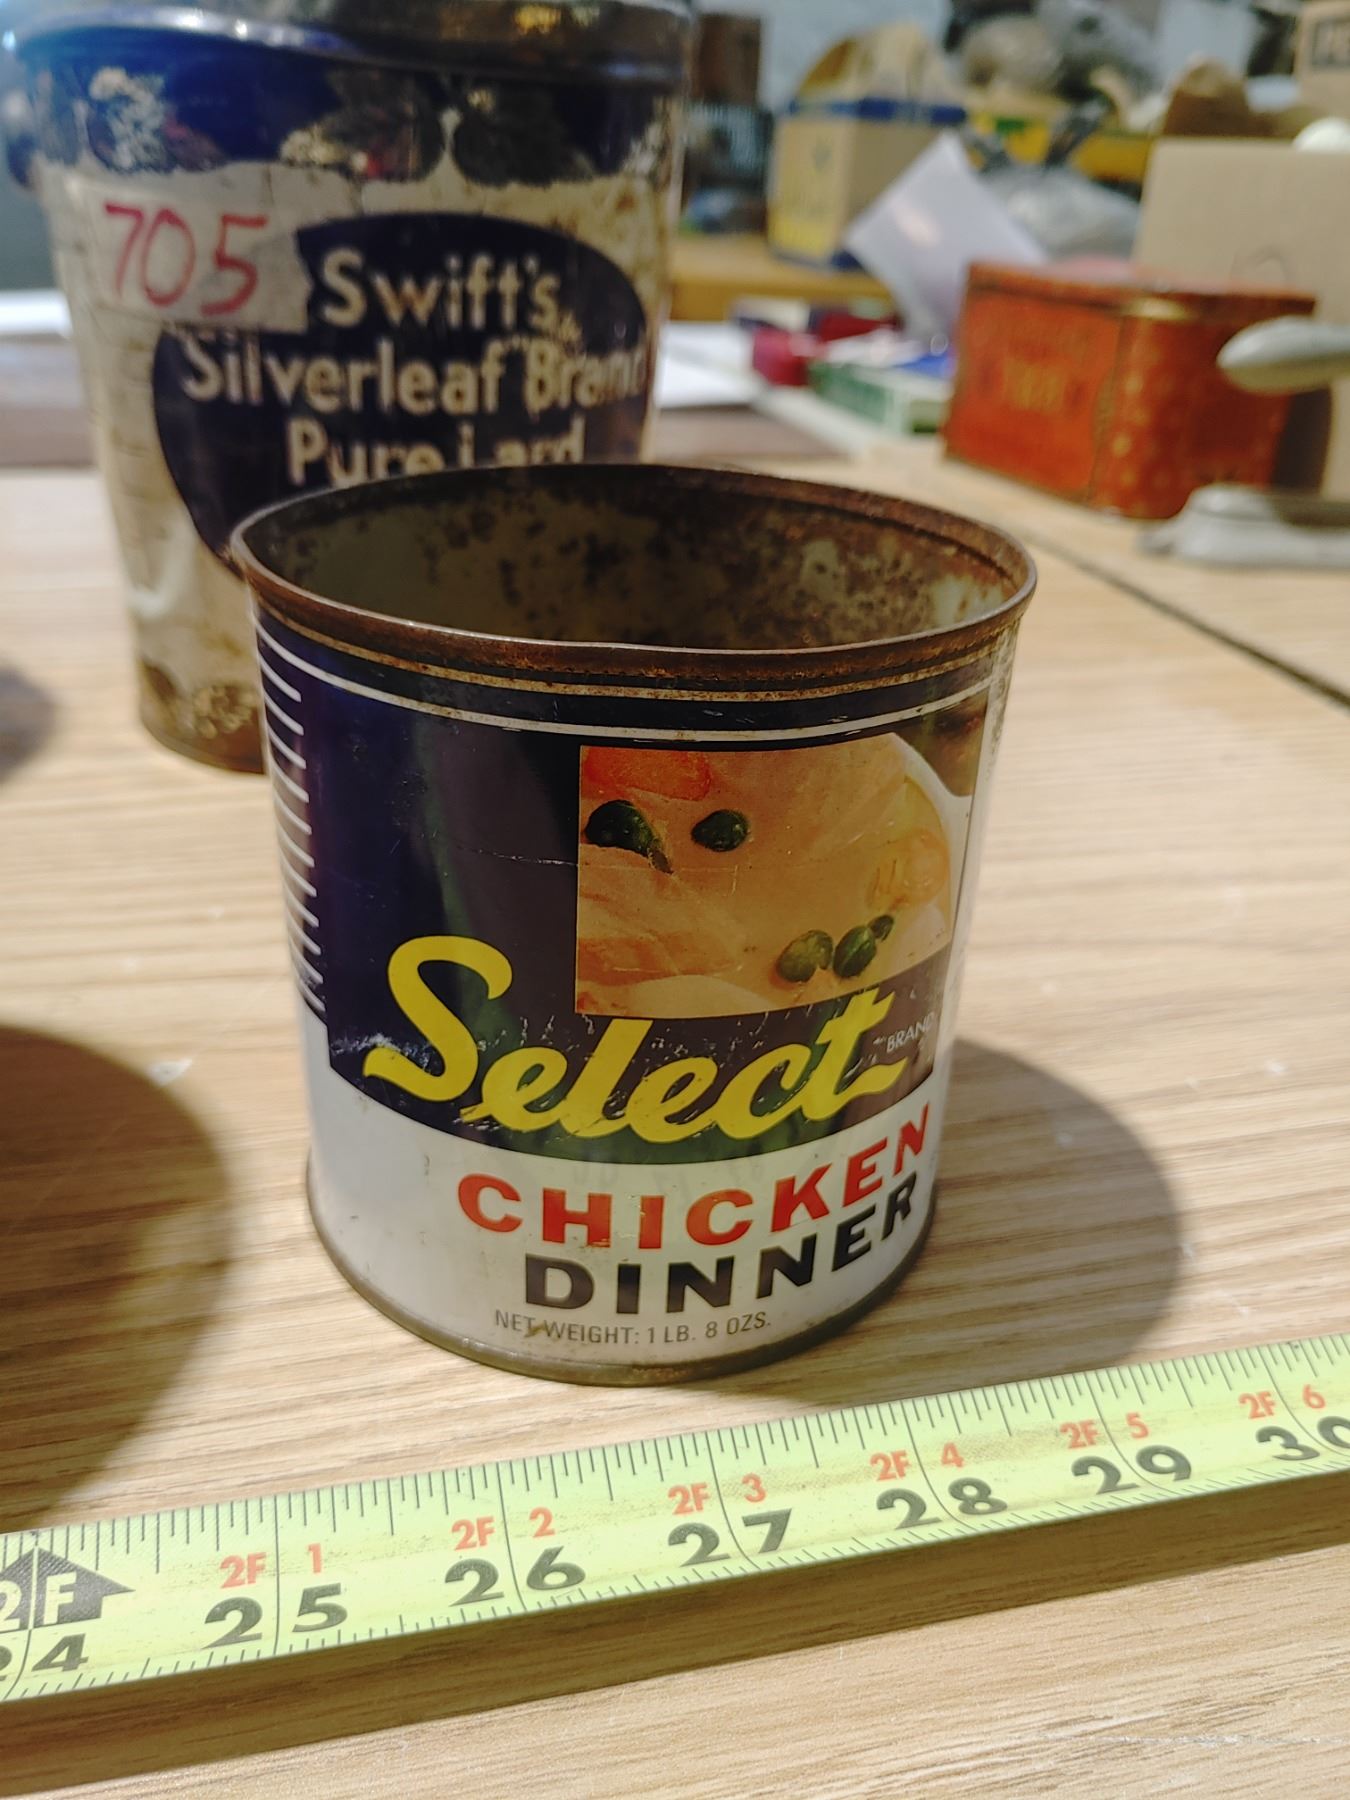 705
Swift's
"Silverleaf" Brand
Pure Lard
Select
BRAND
CHICKEN
DINNER
NET WEIGHT: 1 LB. 8 OZS.
2F 2F 1 2F 2 2F 3 2F 4 2F 5 2F 6
24 25 26 27 28 29 30